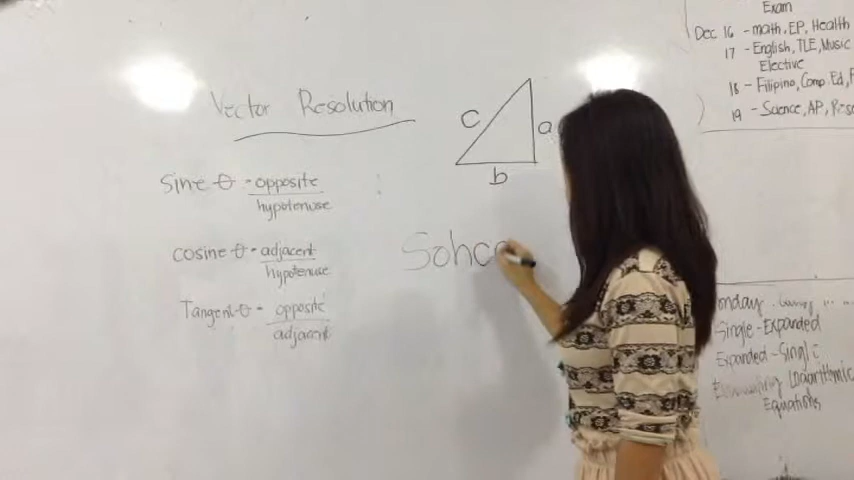 Vector Resolution
Sine θ = opposite
hypotenuse
cosine θ = adjacent
hypotenuse
Tangent θ = opposite
adjacent
c
a
b
Sohc
Exam
Dec 16 - math, EP, Health
17 - English, TLE, Music
Elective
18 - Filipino, Comp. Ed,
19 - Science, AP,
Single - Expanded
Expanded - Single
Logarithmic
Equations